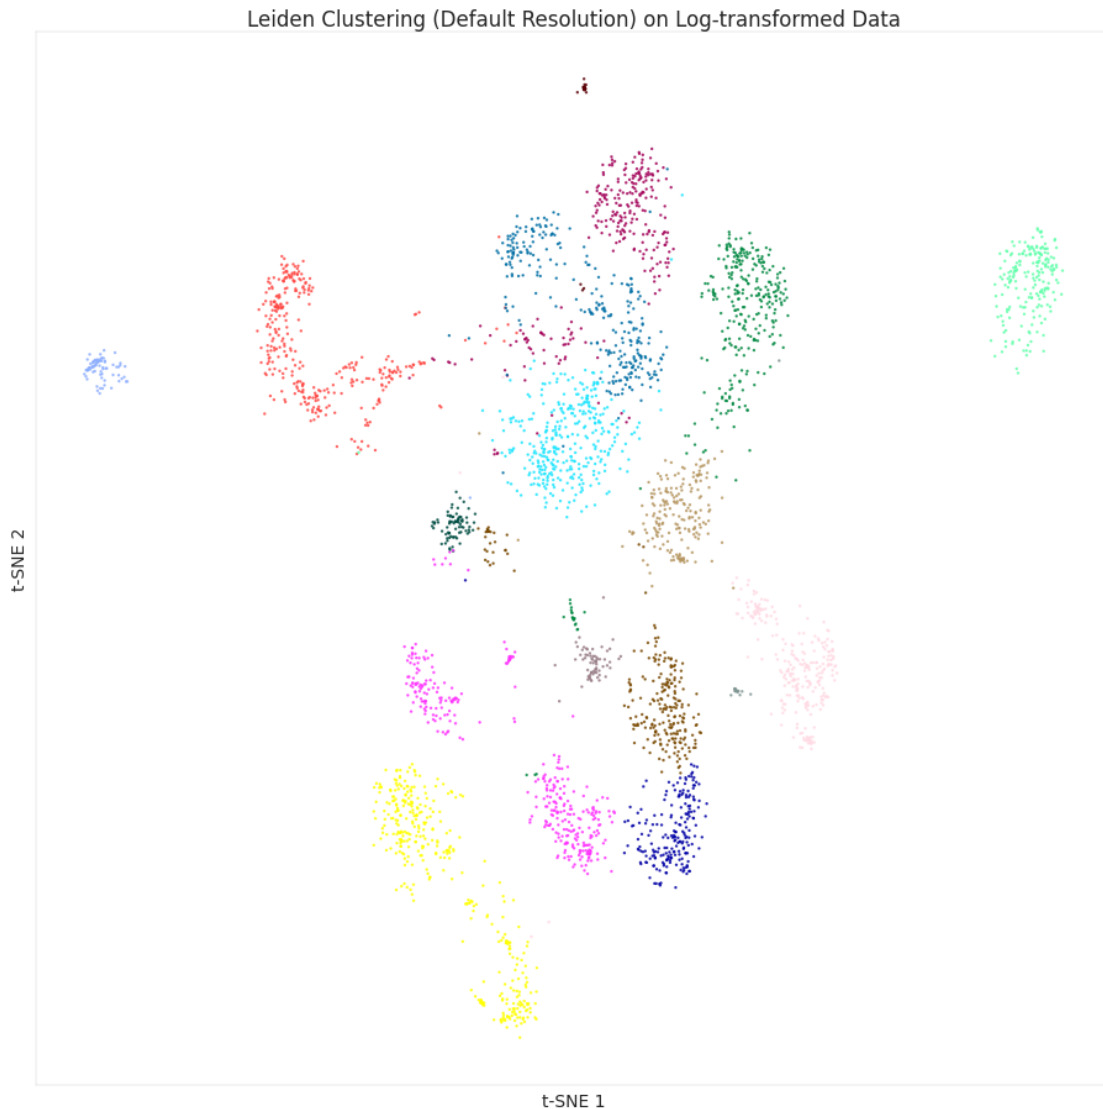 Leiden Clustering (Default Resolution) on Log-transformed Data
t-SNE 2
t-SNE 1